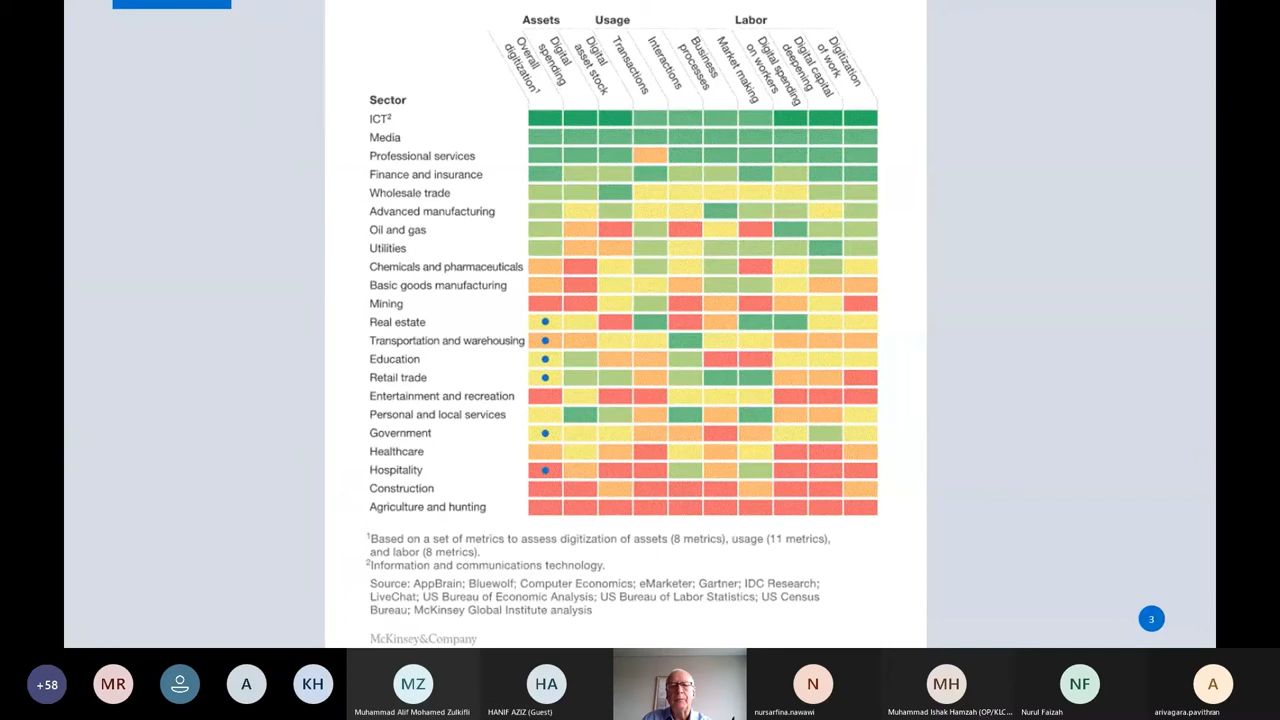 Assets Usage Labor
Overall digitization¹
Digital spending
Digital asset stock
Transactions
Interactions
Business processes
Market making
Digital spending on workers
Digital capital deepening
Digitization of work
Sector
ICT²
Media
Professional services
Finance and insurance
Wholesale trade
Advanced manufacturing
Oil and gas
Utilities
Chemicals and pharmaceuticals
Basic goods manufacturing
Mining
Real estate
Transportation and warehousing
Education
Retail trade
Entertainment and recreation
Personal and local services
Government
Healthcare
Hospitality
Construction
Agriculture and hunting
¹Based on a set of metrics to assess digitization of assets (8 metrics), usage (11 metrics),
and labor (8 metrics).
²Information and communications technology.
Source: AppBrain; Bluewolf; Computer Economics; eMarketer; Gartner; IDC Research;
LiveChat; US Bureau of Economic Analysis; US Bureau of Labor Statistics; US Census
Bureau; McKinsey Global Institute analysis
McKinsey&Company
3
+58 MR A KH MZ HA N MH NF A
Muhammad Alif Mohamed Zulkifli HANIF AZIZ (Guest) nursarfina.nawawi Muhammad Ishak Hamzah (OP/KLC... Nurul Faizah arivagara.pavithran